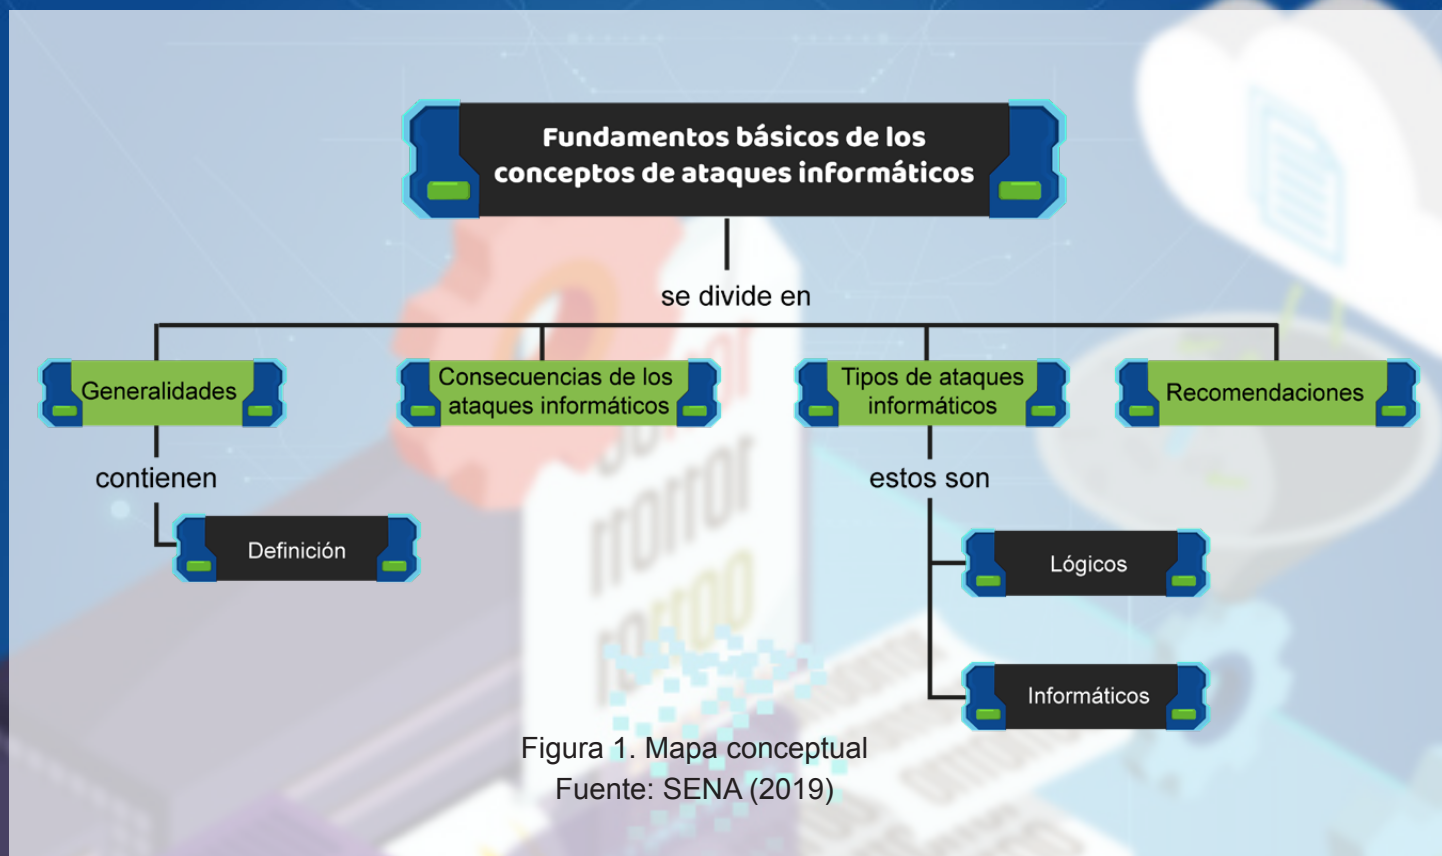 Fundamentos básicos de los
conceptos de ataques informáticos
se divide en
Generalidades
Consecuencias de los
ataques informáticos
Tipos de ataques
informáticos
Recomendaciones
contienen
estos son
Definición
Lógicos
Informáticos
Figura 1. Mapa conceptual
Fuente: SENA (2019)